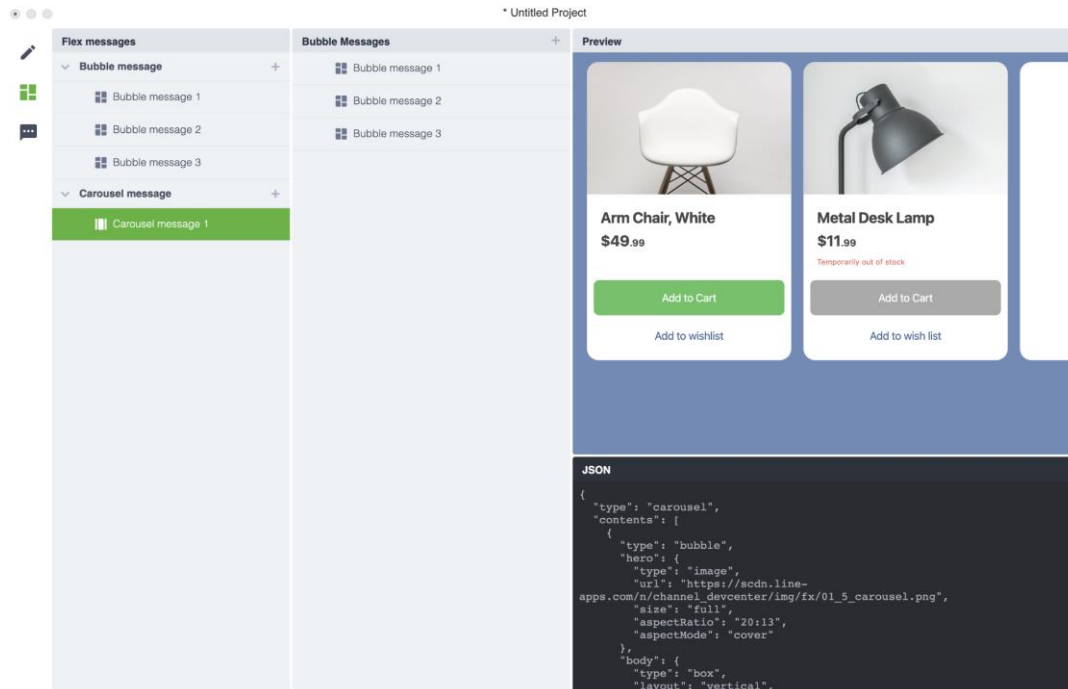 * Untitled Project
Flex messages
Bubble message
Bubble message 1
Bubble message 2
Bubble message 3
Carousel message
Carousel message 1
Bubble Messages
Bubble message 1
Bubble message 2
Bubble message 3
Preview
Arm Chair, White
$49.99
Add to Cart
Add to wishlist
Metal Desk Lamp
$11.99
Temporarily out of stock
Add to Cart
Add to wish list
JSON
{
"type": "carousel",
"contents": [
{
"type": "bubble",
"hero": {
"type": "image",
"url": "https://scdn.line-
apps.com/n/channel_devcenter/img/fx/01_5_carousel.png",
"size": "full",
"aspectRatio": "20:13",
"aspectMode": "cover"
},
"body": {
"type": "box",
"layout": "vertical",